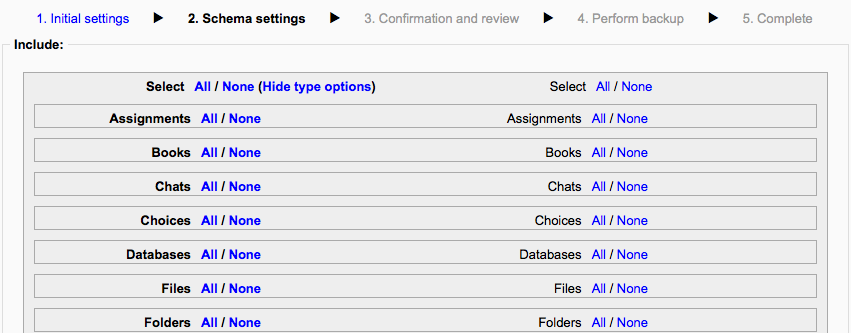 1. Initial settings ► 2. Schema settings ► 3. Confirmation and review ► 4. Perform backup ► 5. Complete
Include:
Select All / None (Hide type options) Select All / None
Assignments All / None Assignments All / None
Books All / None Books All / None
Chats All / None Chats All / None
Choices All / None Choices All / None
Databases All / None Databases All / None
Files All / None Files All / None
Folders All / None Folders All / None